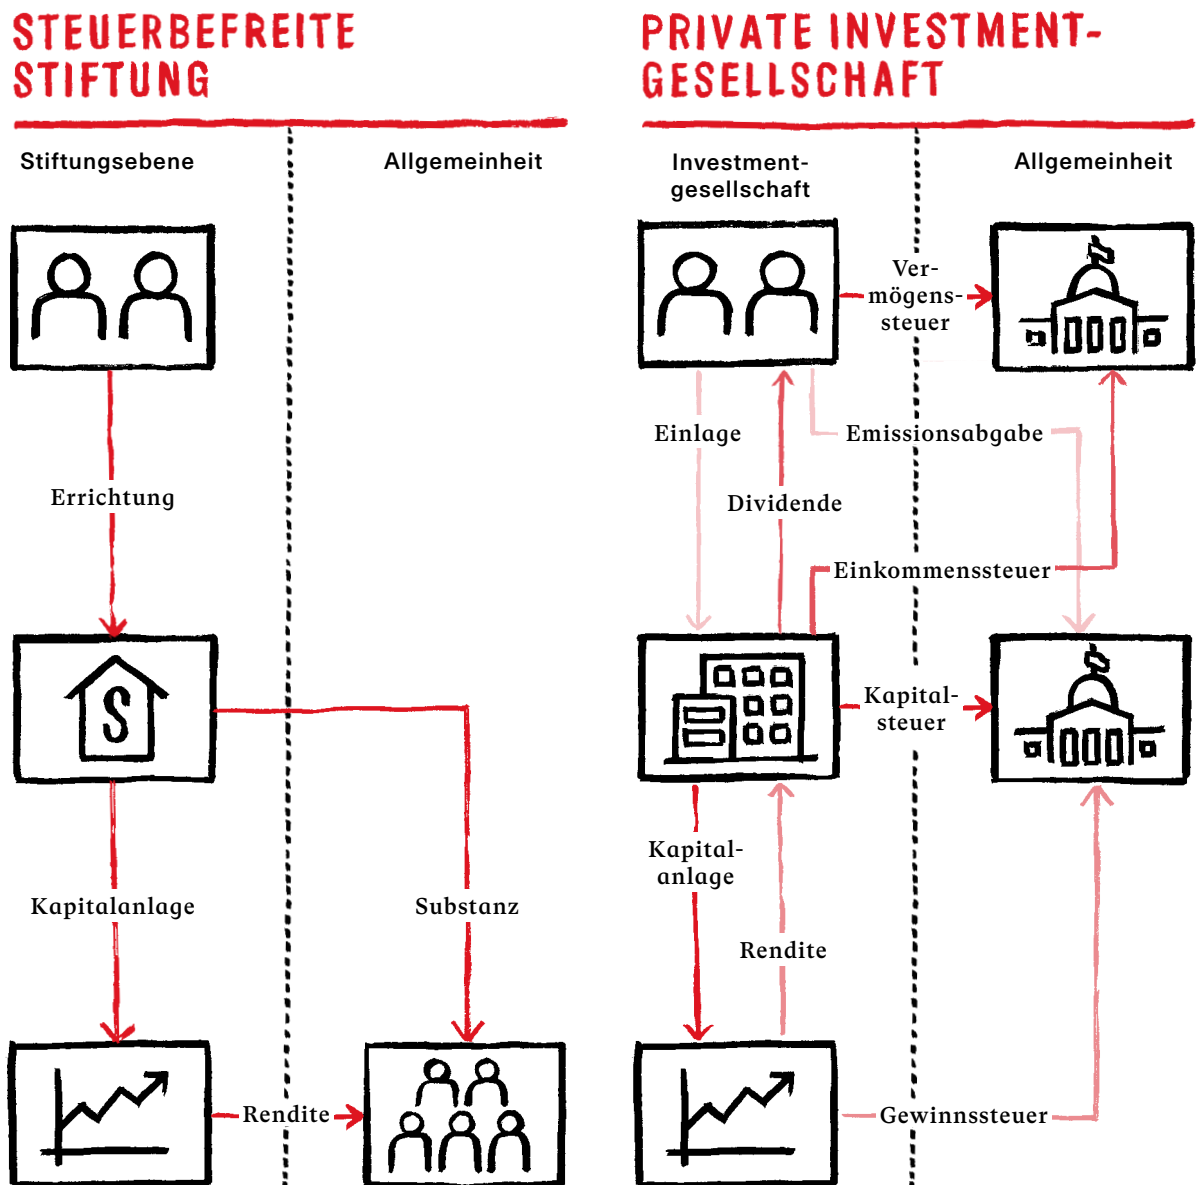 STEUERBEFREITE
STIFTUNG
Stiftungsebene
Allgemeinheit
Errichtung
S
Kapitalanlage
Substanz
Rendite
PRIVATE INVESTMENT-
GESELLSCHAFT
Investment-
gesellschaft
Allgemeinheit
Ver-
mögens-
steuer
Einlage
Emissionsabgabe
Dividende
Einkommenssteuer
Kapital-
steuer
Kapital-
anlage
Rendite
Gewinnssteuer